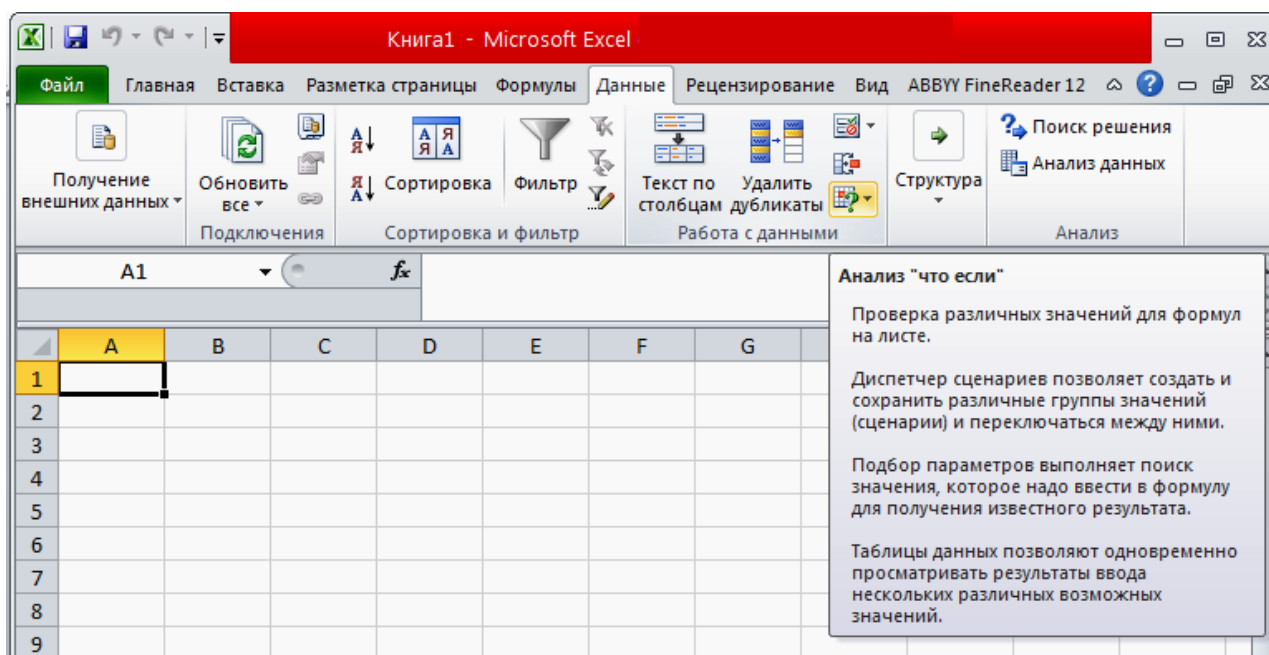 Книга1 - Microsoft Excel
Файл Главная Вставка Разметка страницы Формулы Данные Рецензирование Вид ABBYY FineReader 12
Получение
внешних данных
Обновить
все
Подключения
Сортировка
Фильтр
Сортировка и фильтр
Текст по
столбцам
Удалить
дубликаты
Работа с данными
Структура
Поиск решения
Анализ данных
Анализ
A1
fx
A B C D E F G
1
2
3
4
5
6
7
8
9
Анализ "что если"
Проверка различных значений для формул
на листе.
Диспетчер сценариев позволяет создать и
сохранить различные группы значений
(сценарии) и переключаться между ними.
Подбор параметров выполняет поиск
значения, которое надо ввести в формулу
для получения известного результата.
Таблицы данных позволяют одновременно
просматривать результаты ввода
нескольких различных возможных
значений.